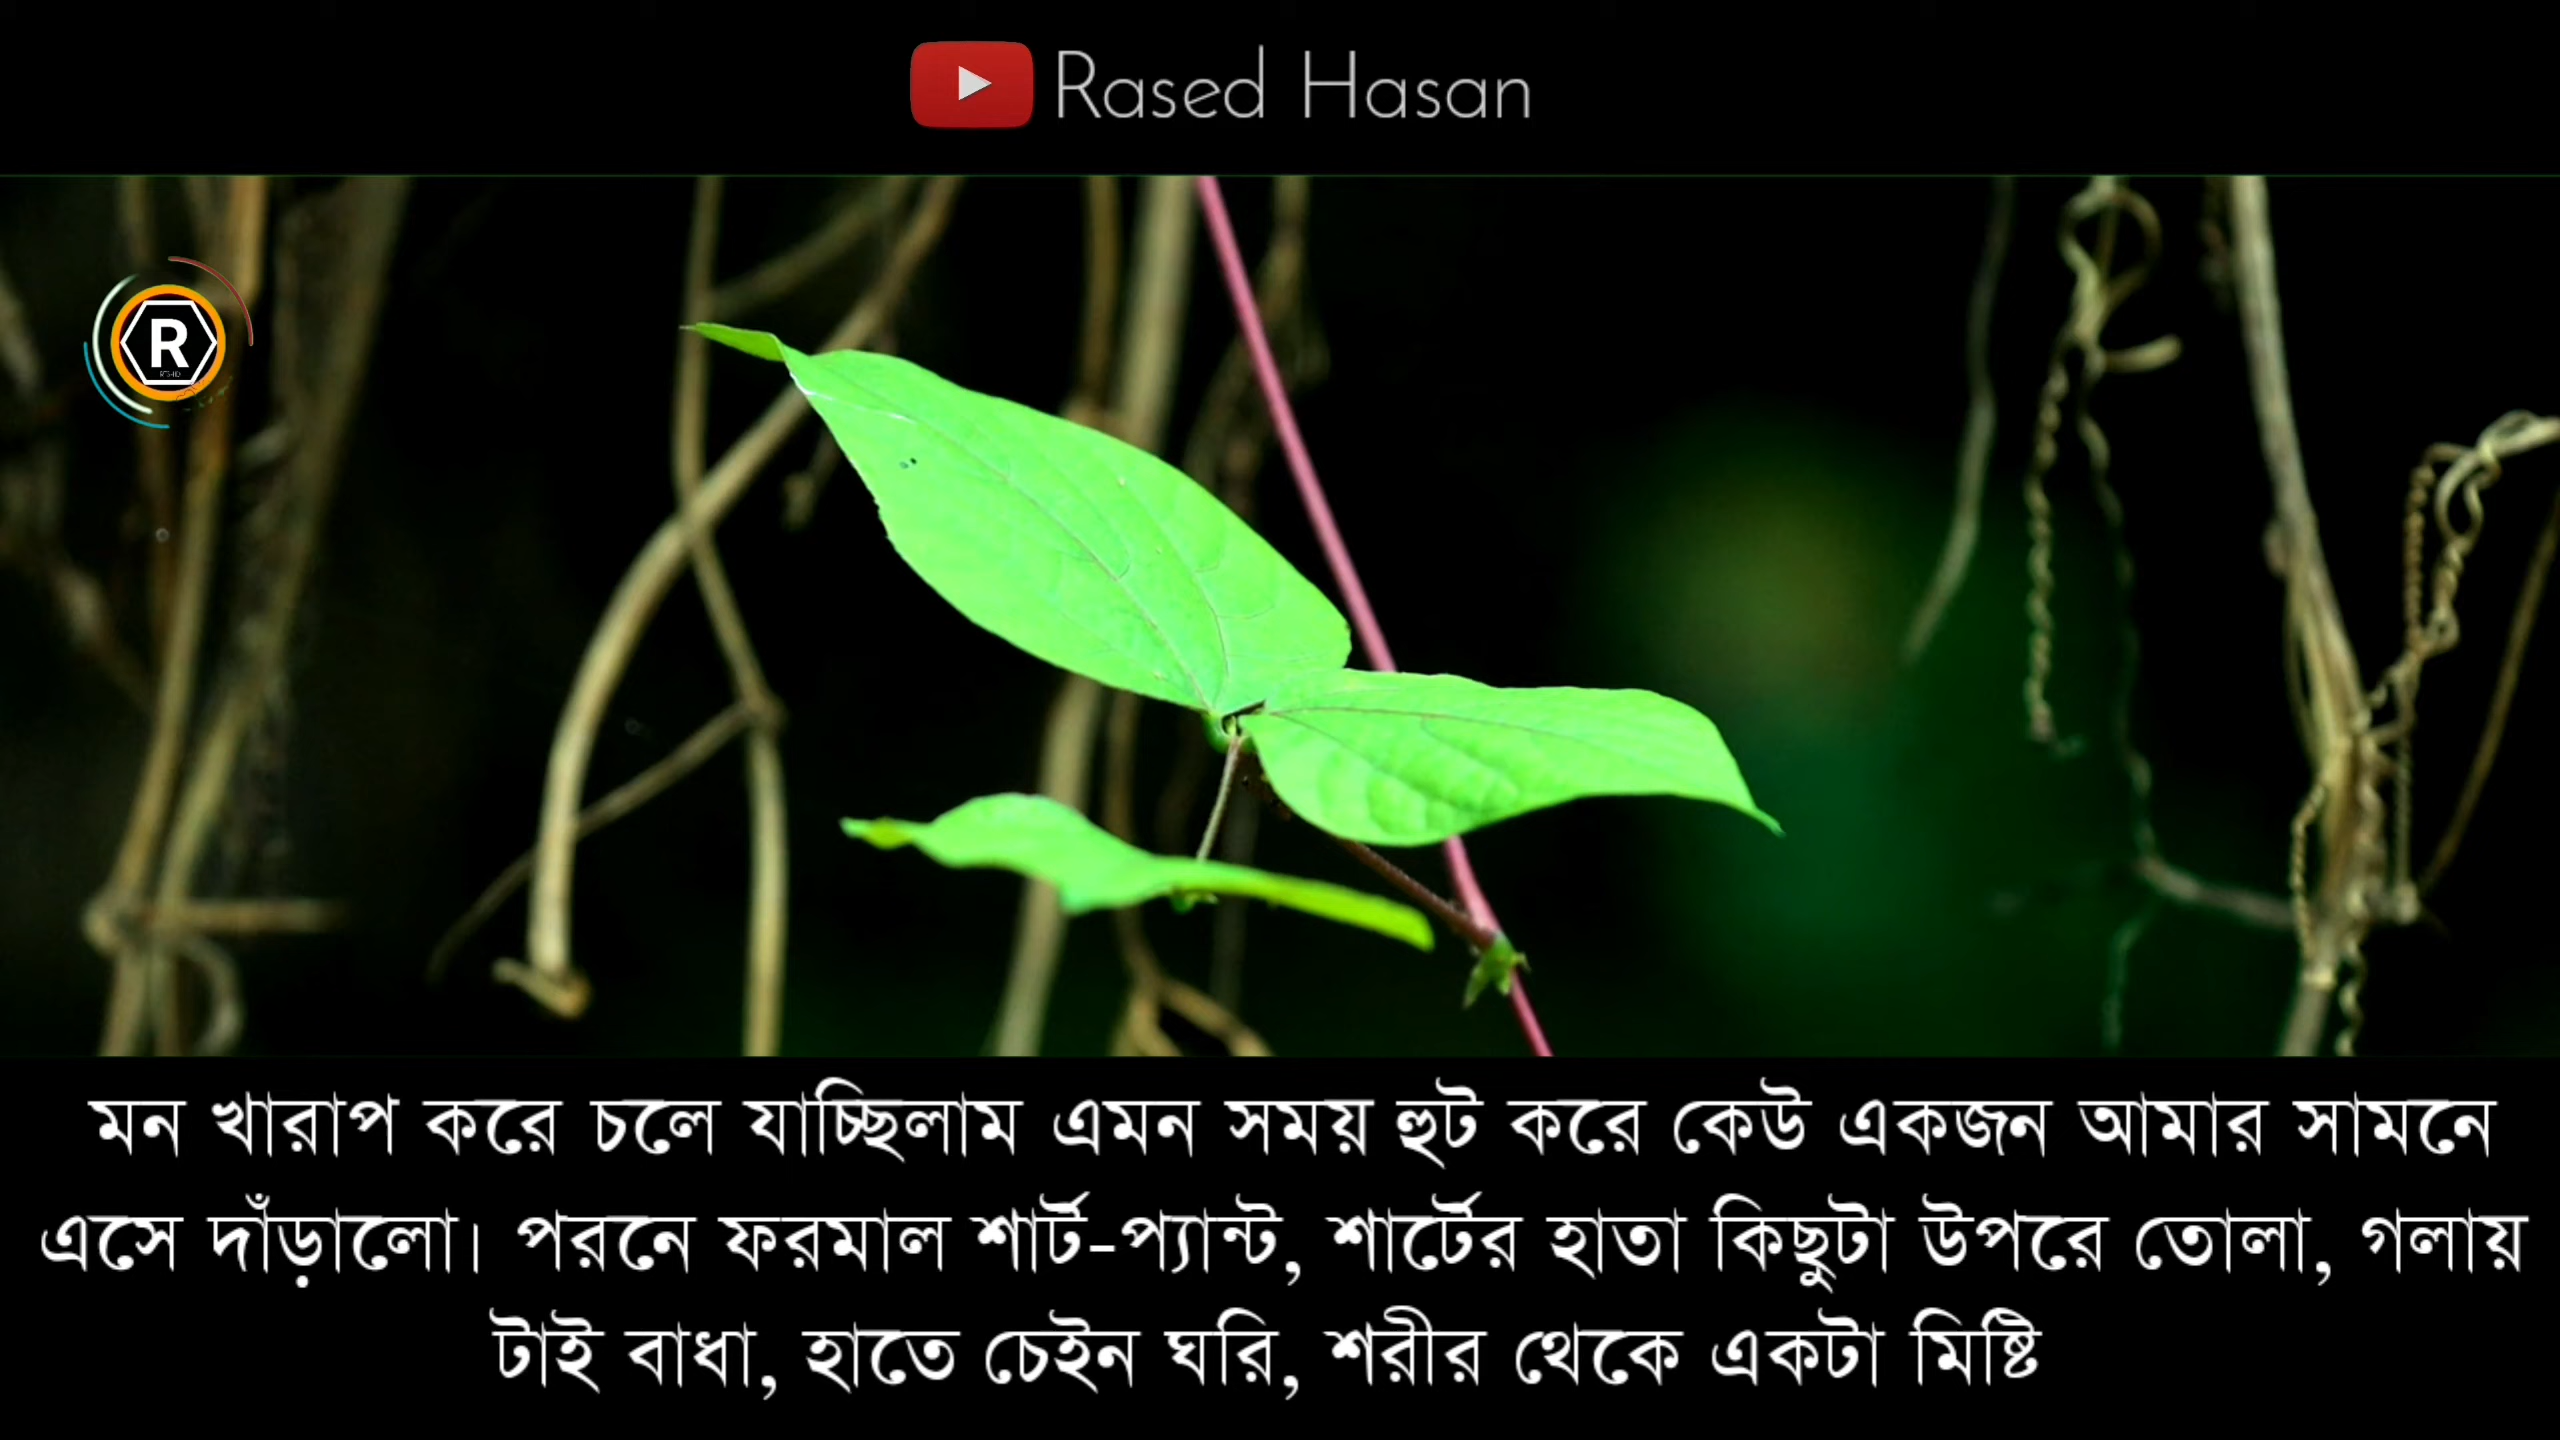 Rased Hasan
R
মন খারাপ করে চলে যাচ্ছিলাম এমন সময় হুট করে কেউ একজন আমার সামনে
এসে দাঁড়ালো। পরনে ফরমাল শার্ট-প্যান্ট, শার্টের হাতা কিছুটা উপরে তোলা, গলায়
টাই বাধা, হাতে চেইন ঘরি, শরীর থেকে একটা মিষ্টি